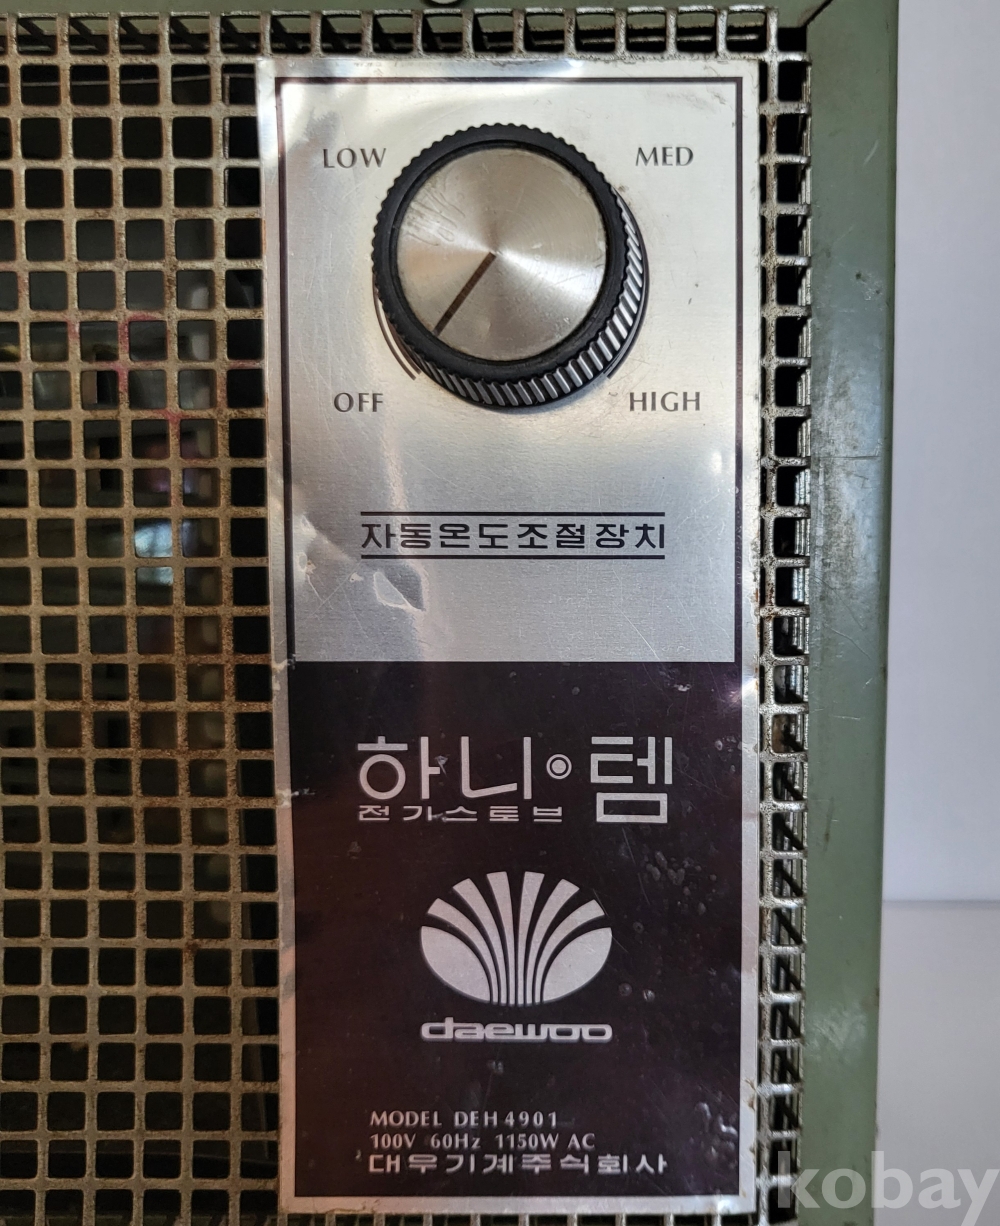 LOW MED
OFF HIGH
자동온도조절장치
하니·템
전기스토브
daewoo
MODEL DEH 4901
100V 60Hz 1150W AC
대우기계주식회사
kobay